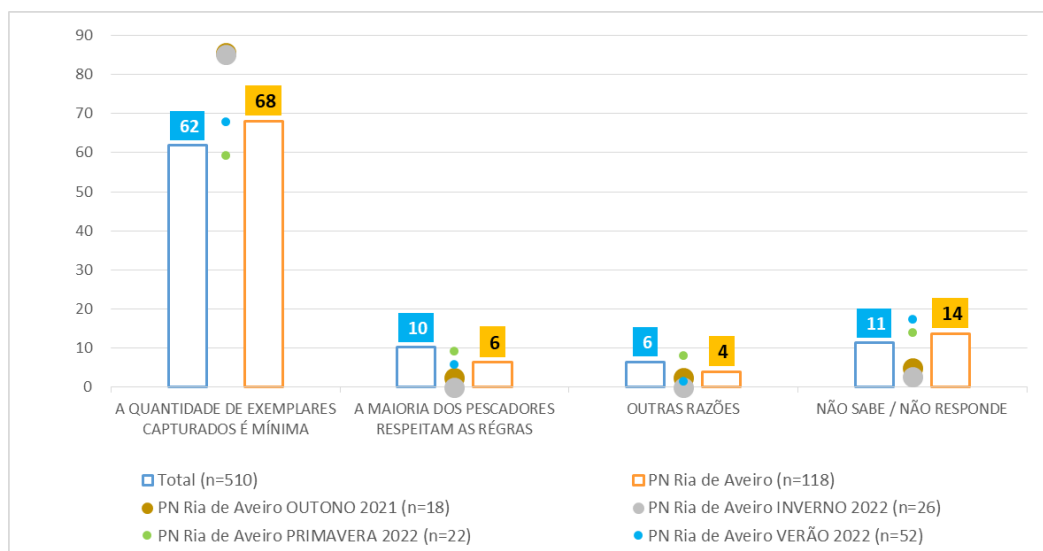 90
80
70
60
50
40
30
20
10
0
62
68
10
6
6
4
11
14
A QUANTIDADE DE EXEMPLARES
CAPTURADOS É MÍNIMA
A MAIORIA DOS PESCADORES
RESPEITAM AS RÉGRAS
OUTRAS RAZÕES
NÃO SABE / NÃO RESPONDE
Total (n=510)
PN Ria de Aveiro (n=118)
PN Ria de Aveiro OUTONO 2021 (n=18)
PN Ria de Aveiro INVERNO 2022 (n=26)
PN Ria de Aveiro PRIMAVERA 2022 (n=22)
PN Ria de Aveiro VERÃO 2022 (n=52)